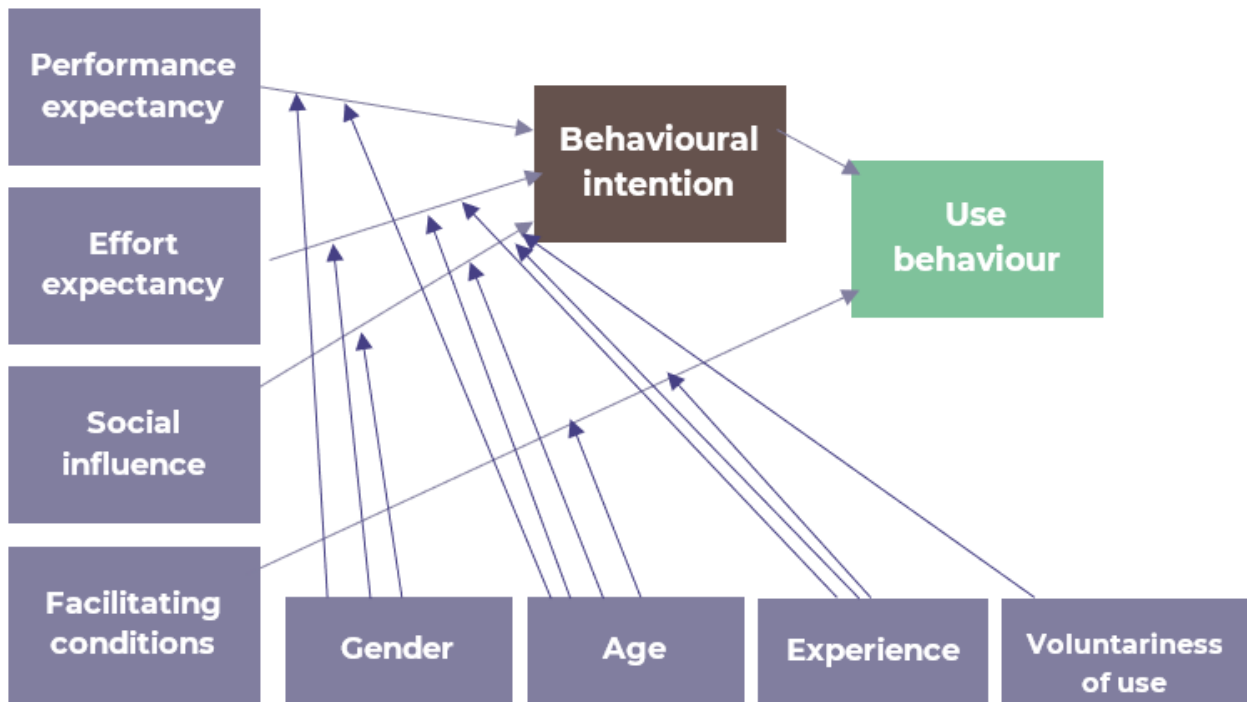 Performance
expectancy
Behavioural
intention
Use
behaviour
Effort
expectancy
Social
influence
Facilitating
conditions
Gender
Age
Experience
Voluntariness
of use